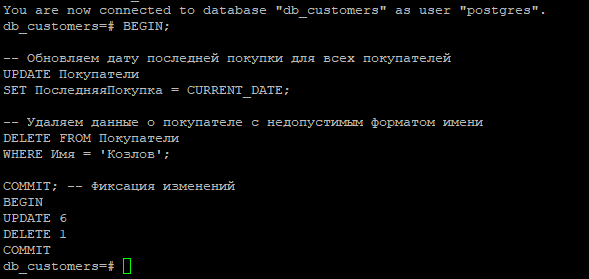 You are now connected to database "db_customers" as user "postgres".
db_customers=# BEGIN;
-- Обновляем дату последней покупки для всех покупателей
UPDATE Покупатели
SET ПоследняяПокупка = CURRENT_DATE;
-- Удаляем данные о покупателе с недопустимым форматом имени
DELETE FROM Покупатели
WHERE Имя = 'Козлов';
COMMIT; -- Фиксация изменений
BEGIN
UPDATE 6
DELETE 1
COMMIT
db_customers=#